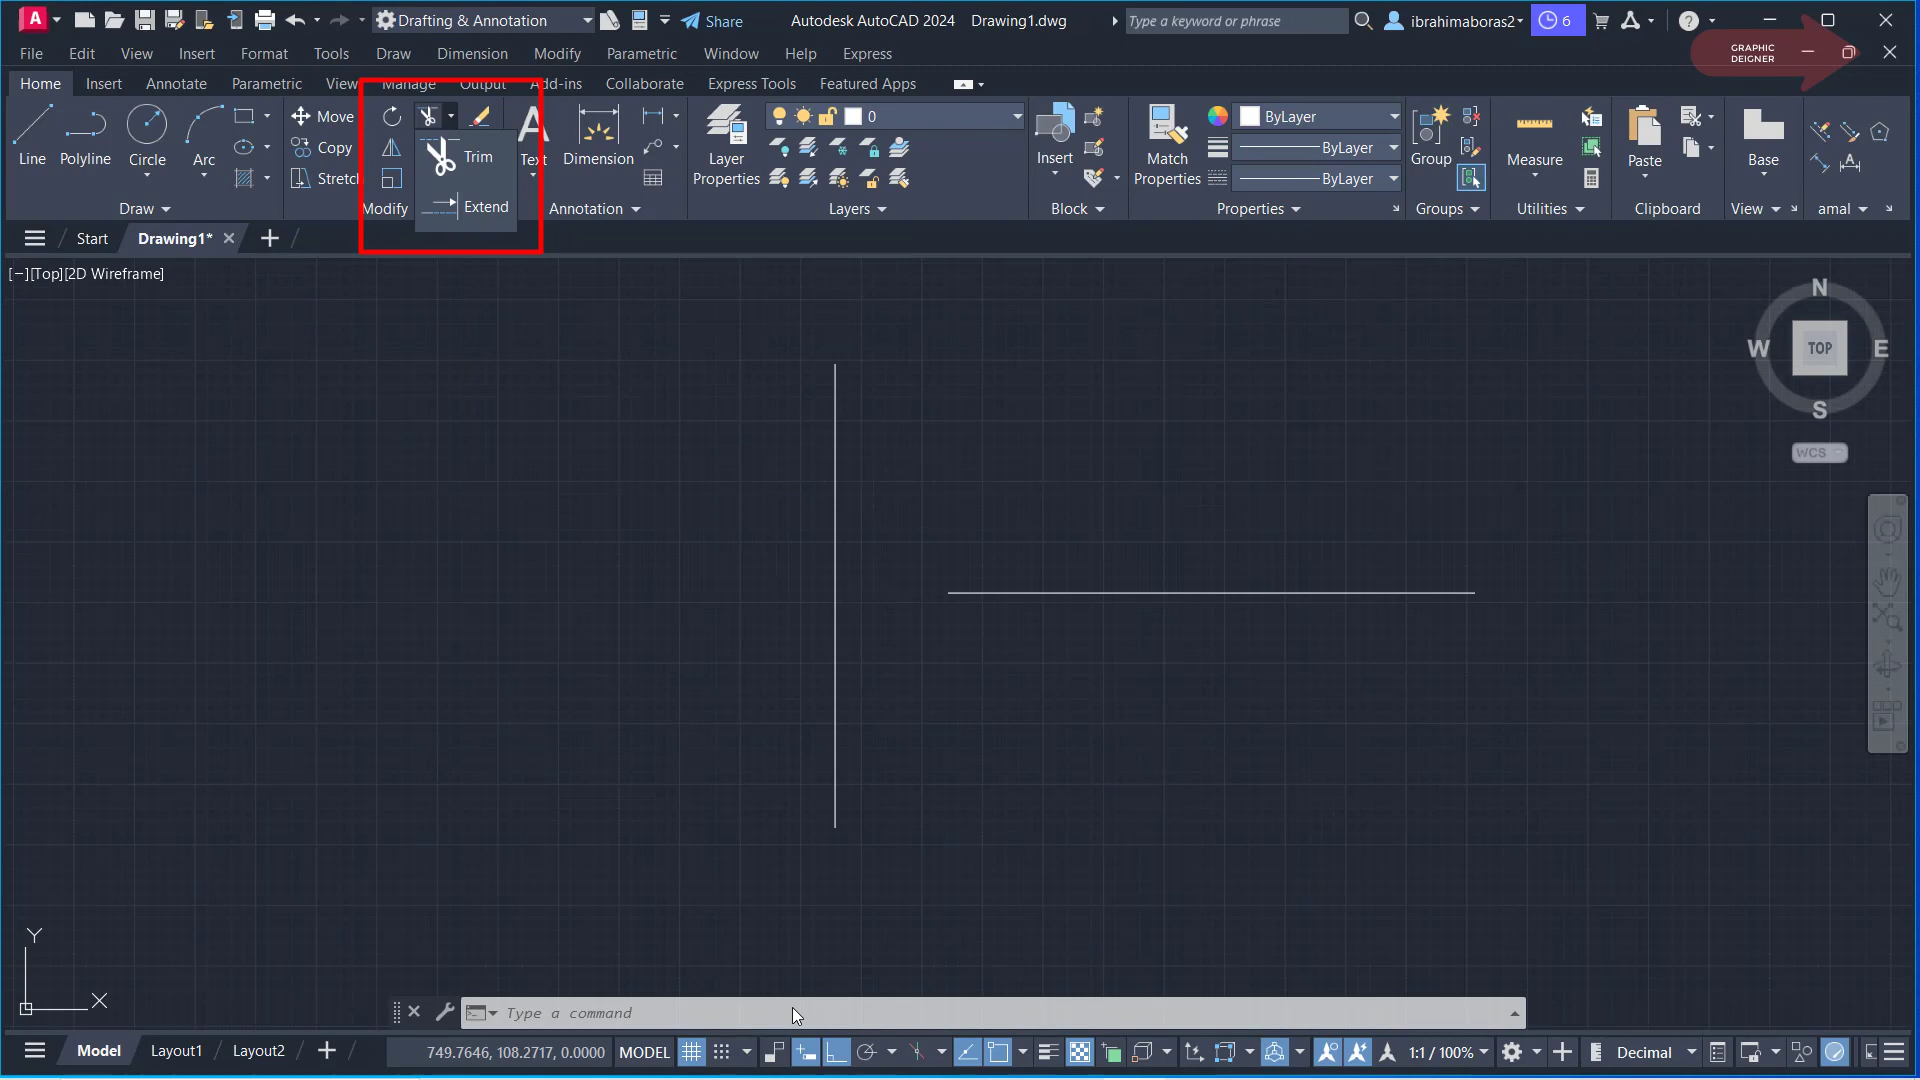 A
Drafting & Annotation
Share
Autodesk AutoCAD 2024 Drawing1.dwg
Type a keyword or phrase
ibrahimaboras2
6
GRAPHIC
DEIGNER
File Edit View Insert Format Tools Draw Dimension Modify Parametric Window Help Express
Home Insert Annotate Parametric View Manage Output Add-ins Collaborate Express Tools Featured Apps
Line
Polyline
Circle
Arc
Draw
Move
Copy
Stretch
Modify
Trim
Extend
A
Text
Dimension
Annotation
Layer
Properties
0
Layers
Insert
Block
Match
Properties
ByLayer
ByLayer
ByLayer
Properties
Group
Groups
Measure
Utilities
Paste
Clipboard
Base
View
amal
Start
Drawing1*
[−][Top][2D Wireframe]
N
W TOP E
S
WCS
Y
X
Type a command
Model Layout1 Layout2
749.7646, 108.2717, 0.0000 MODEL
1:1 / 100%
Decimal